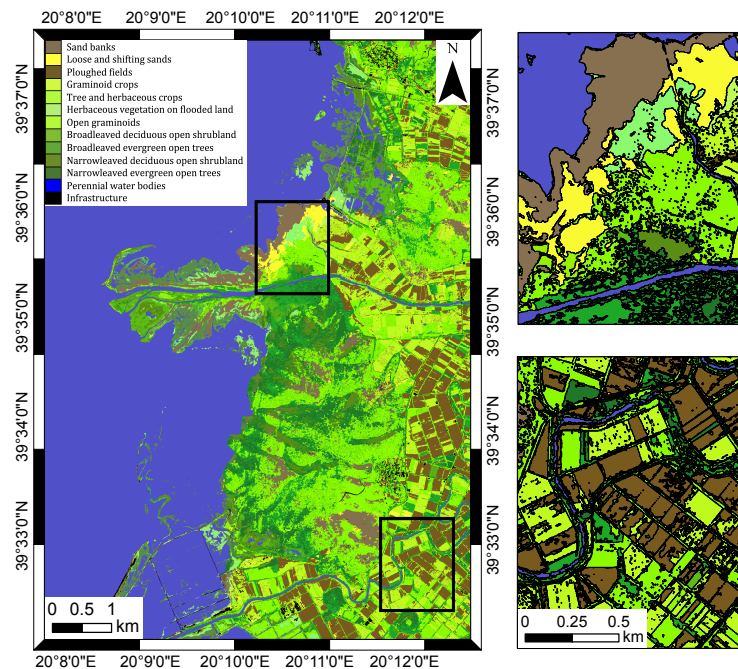 20°8'0"E 20°9'0"E 20°10'0"E 20°11'0"E 20°12'0"E
N
Sand banks
Loose and shifting sands
Ploughed fields
Graminoid crops
Tree and herbaceous crops
Herbaceous vegetation on flooded land
Open graminoids
Broadleaved deciduous open shrubland
Broadleaved evergreen open trees
Narrowleaved deciduous open shrubland
Narrowleaved evergreen open trees
Perennial water bodies
Infrastructure
39°37'0"N
39°36'0"N
39°35'0"N
39°34'0"N
39°33'0"N
39°37'0"N
39°36'0"N
39°35'0"N
39°34'0"N
39°33'0"N
0 0.5 1
km
20°8'0"E 20°9'0"E 20°10'0"E 20°11'0"E 20°12'0"E
0 0.25 0.5
km